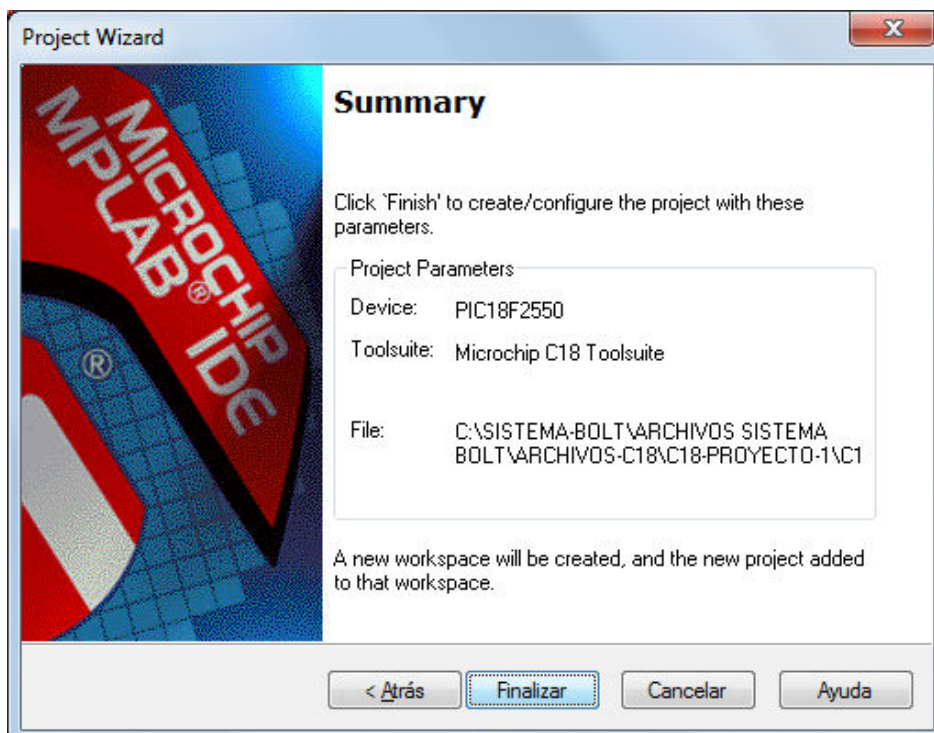 Project Wizard
MICROCHIP
MPLAB® IDE
®
Summary
Click `Finish' to create/configure the project with these
parameters.
Project Parameters
Device: PIC18F2550
Toolsuite: Microchip C18 Toolsuite
File: C:\SISTEMA-BOLT\ARCHIVOS SISTEMA
BOLT\ARCHIVOS-C18\C18-PROYECTO-1\C1
A new workspace will be created, and the new project added
to that workspace.
< Atrás Finalizar Cancelar Ayuda